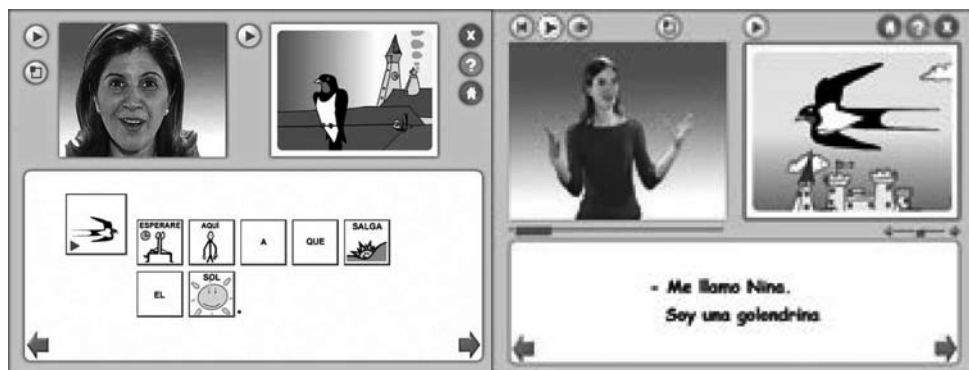 ESPERARÉ AQUÍ A QUE SALGA
EL SOL .
- Me llamo Nina.
Soy una golondrina
X
?
?
X